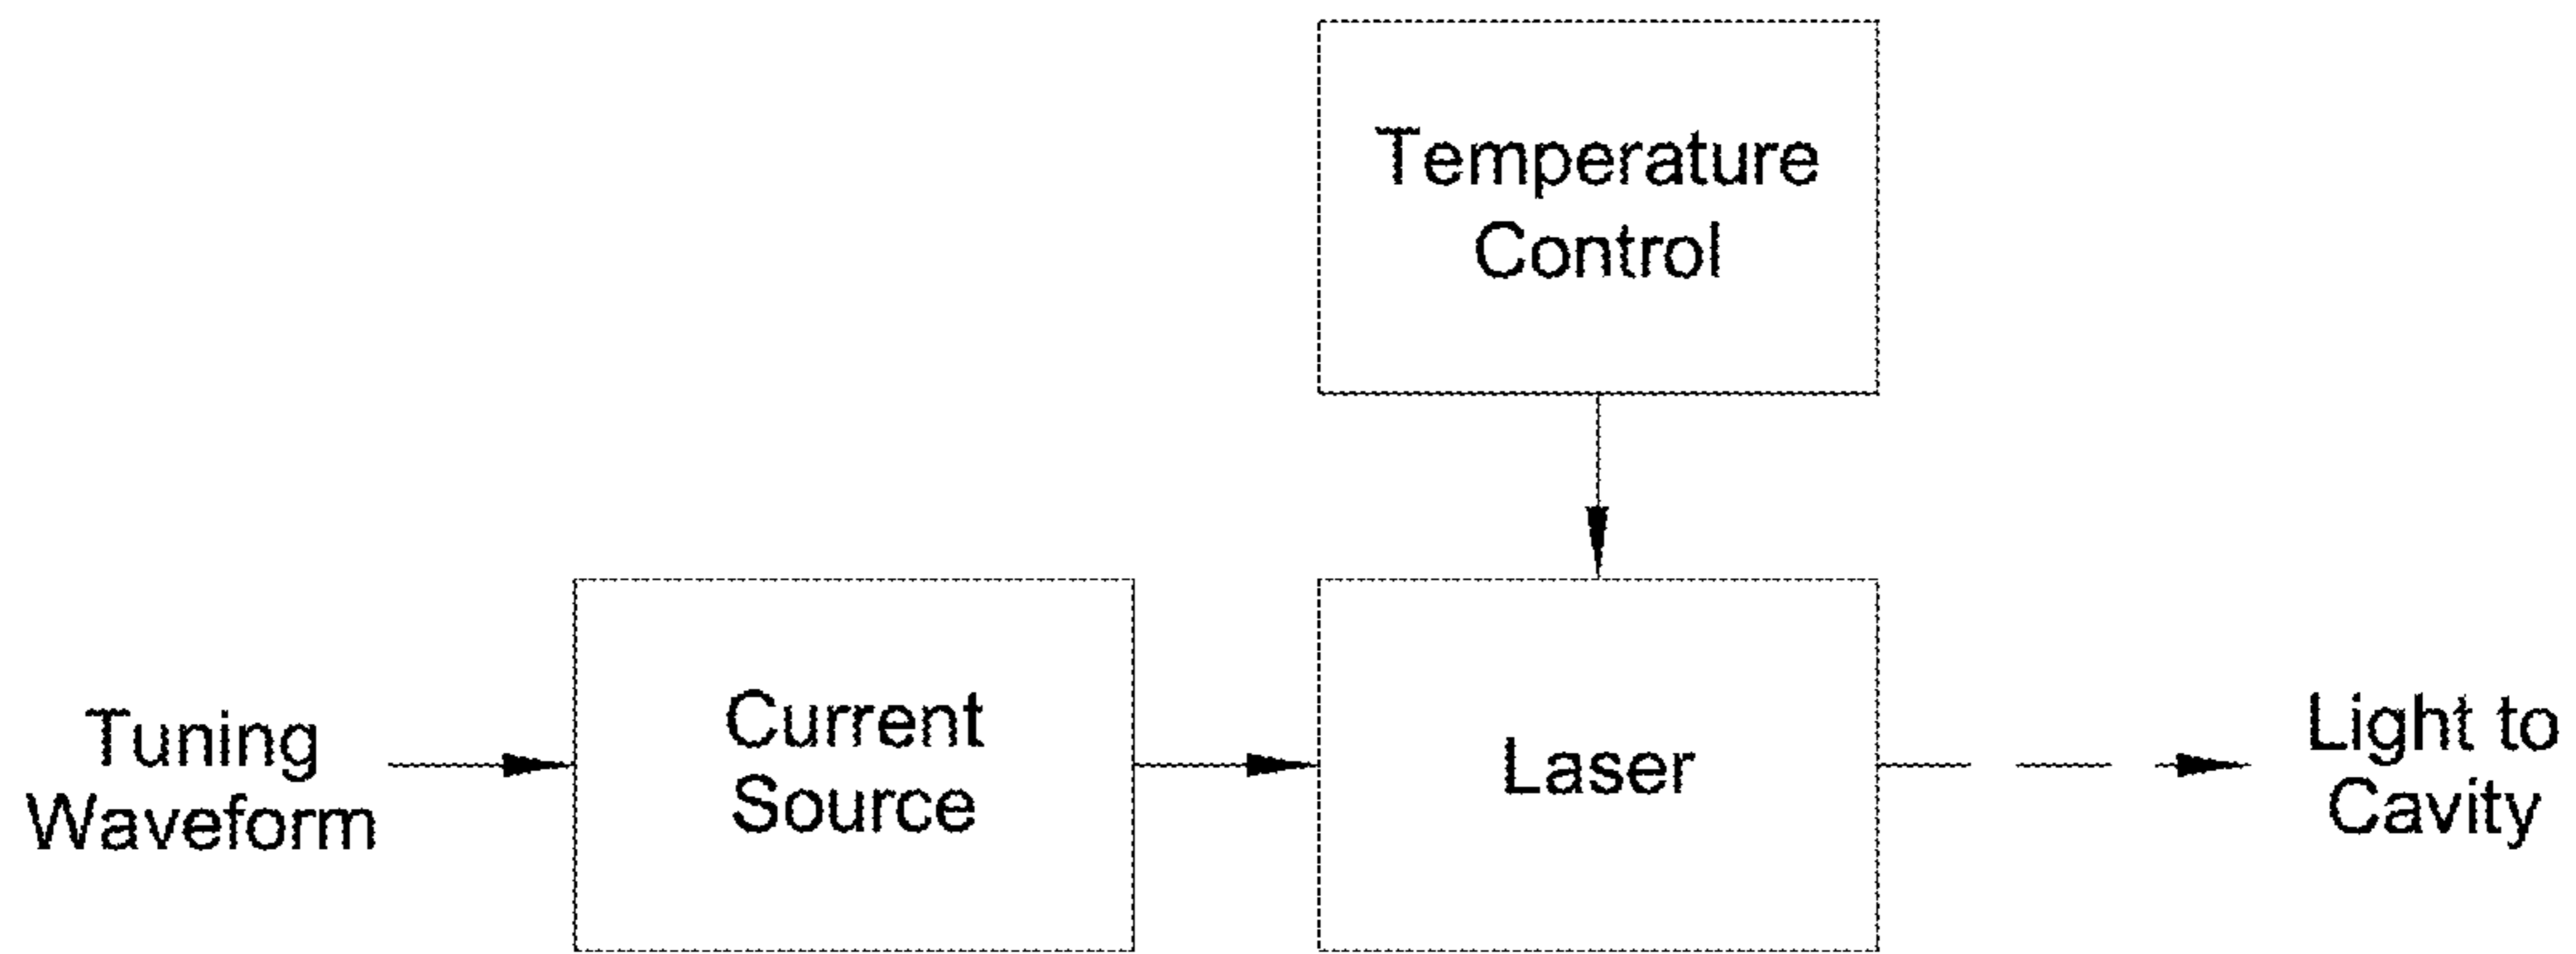 Temperature
Control
Tuning
Waveform
Current
Source
Laser
Light to
Cavity